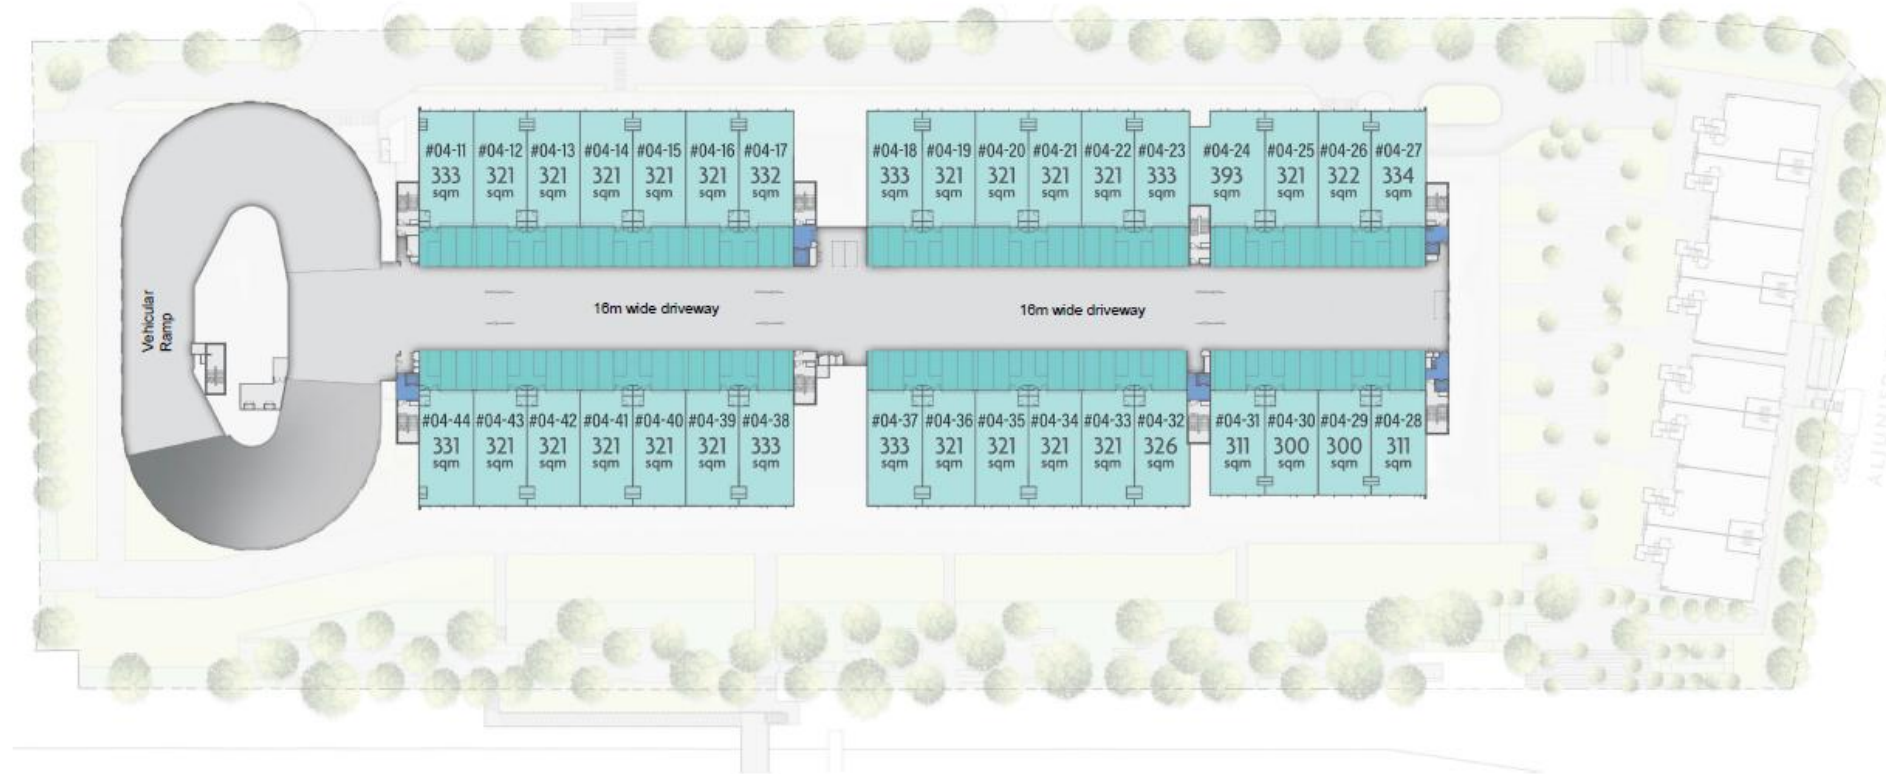 #04-11 #04-12 #04-13 #04-14 #04-15 #04-16 #04-17
333 321 321 321 321 321 332
sqm sqm sqm sqm sqm sqm sqm
#04-18 #04-19 #04-20 #04-21 #04-22 #04-23 #04-24 #04-25 #04-26 #04-27
333 321 321 321 321 333 393 321 322 334
sqm sqm sqm sqm sqm sqm sqm sqm sqm sqm
Vehicular
Ramp
16m wide driveway
16m wide driveway
#04-44 #04-43 #04-42 #04-41 #04-40 #04-39 #04-38
331 321 321 321 321 321 333
sqm sqm sqm sqm sqm sqm sqm
#04-37 #04-36 #04-35 #04-34 #04-33 #04-32 #04-31 #04-30 #04-29 #04-28
333 321 321 321 321 326 311 300 300 311
sqm sqm sqm sqm sqm sqm sqm sqm sqm sqm